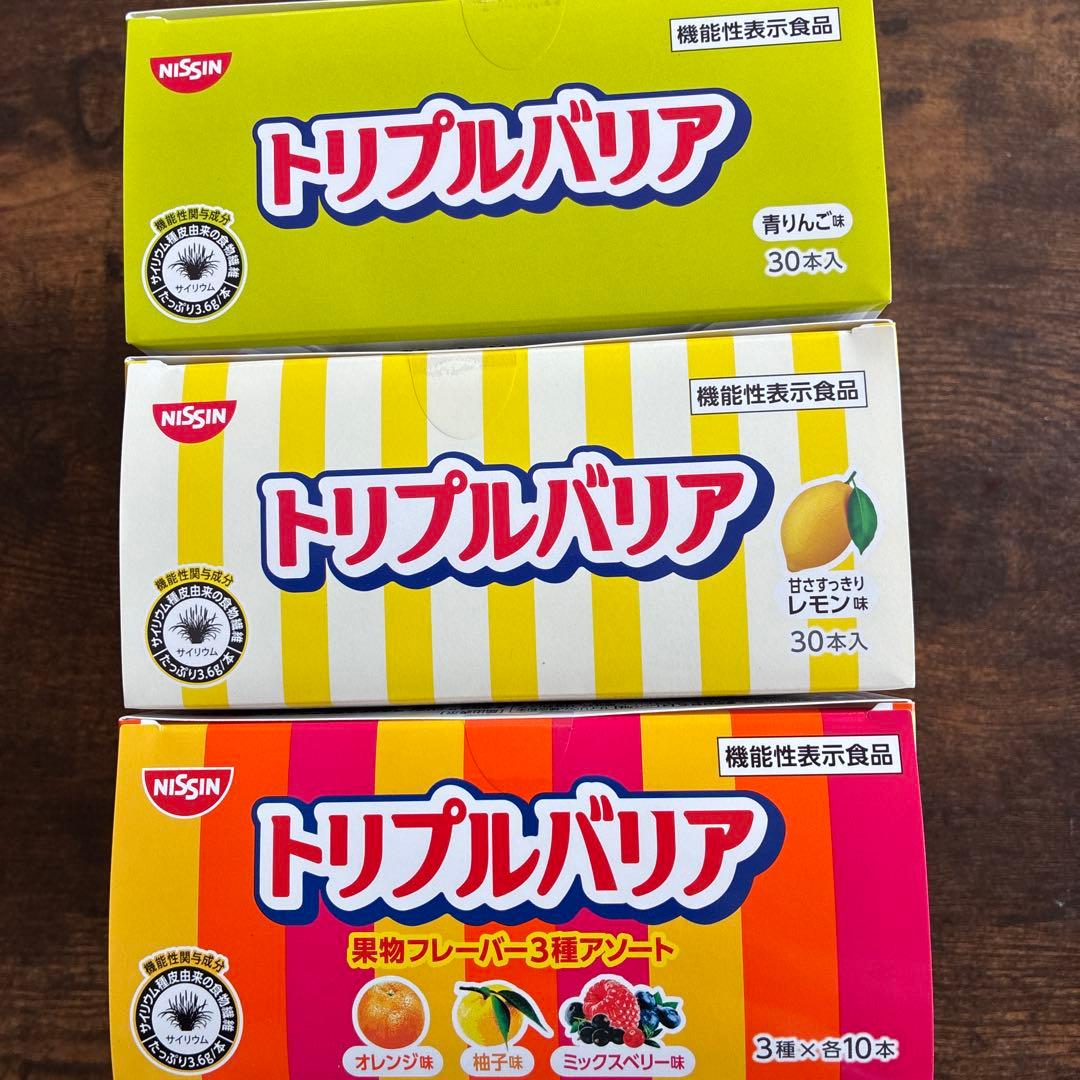 NISSIN
機能性表示食品
トリプルバリア
機能性関与成分
サイリウム種皮由来の食物繊維
サイリウム
たっぷり3.6g/本
青りんご味
30本入
NISSIN
機能性表示食品
トリプルバリア
機能性関与成分
サイリウム種皮由来の食物繊維
サイリウム
たっぷり3.6g/本
甘さすっきり
レモン味
30本入
NISSIN
機能性表示食品
トリプルバリア
果物フレーバー3種アソート
機能性関与成分
サイリウム種皮由来の食物繊維
サイリウム
たっぷり3.6g/本
オレンジ味
柚子味
ミックスベリー味
3種×各10本